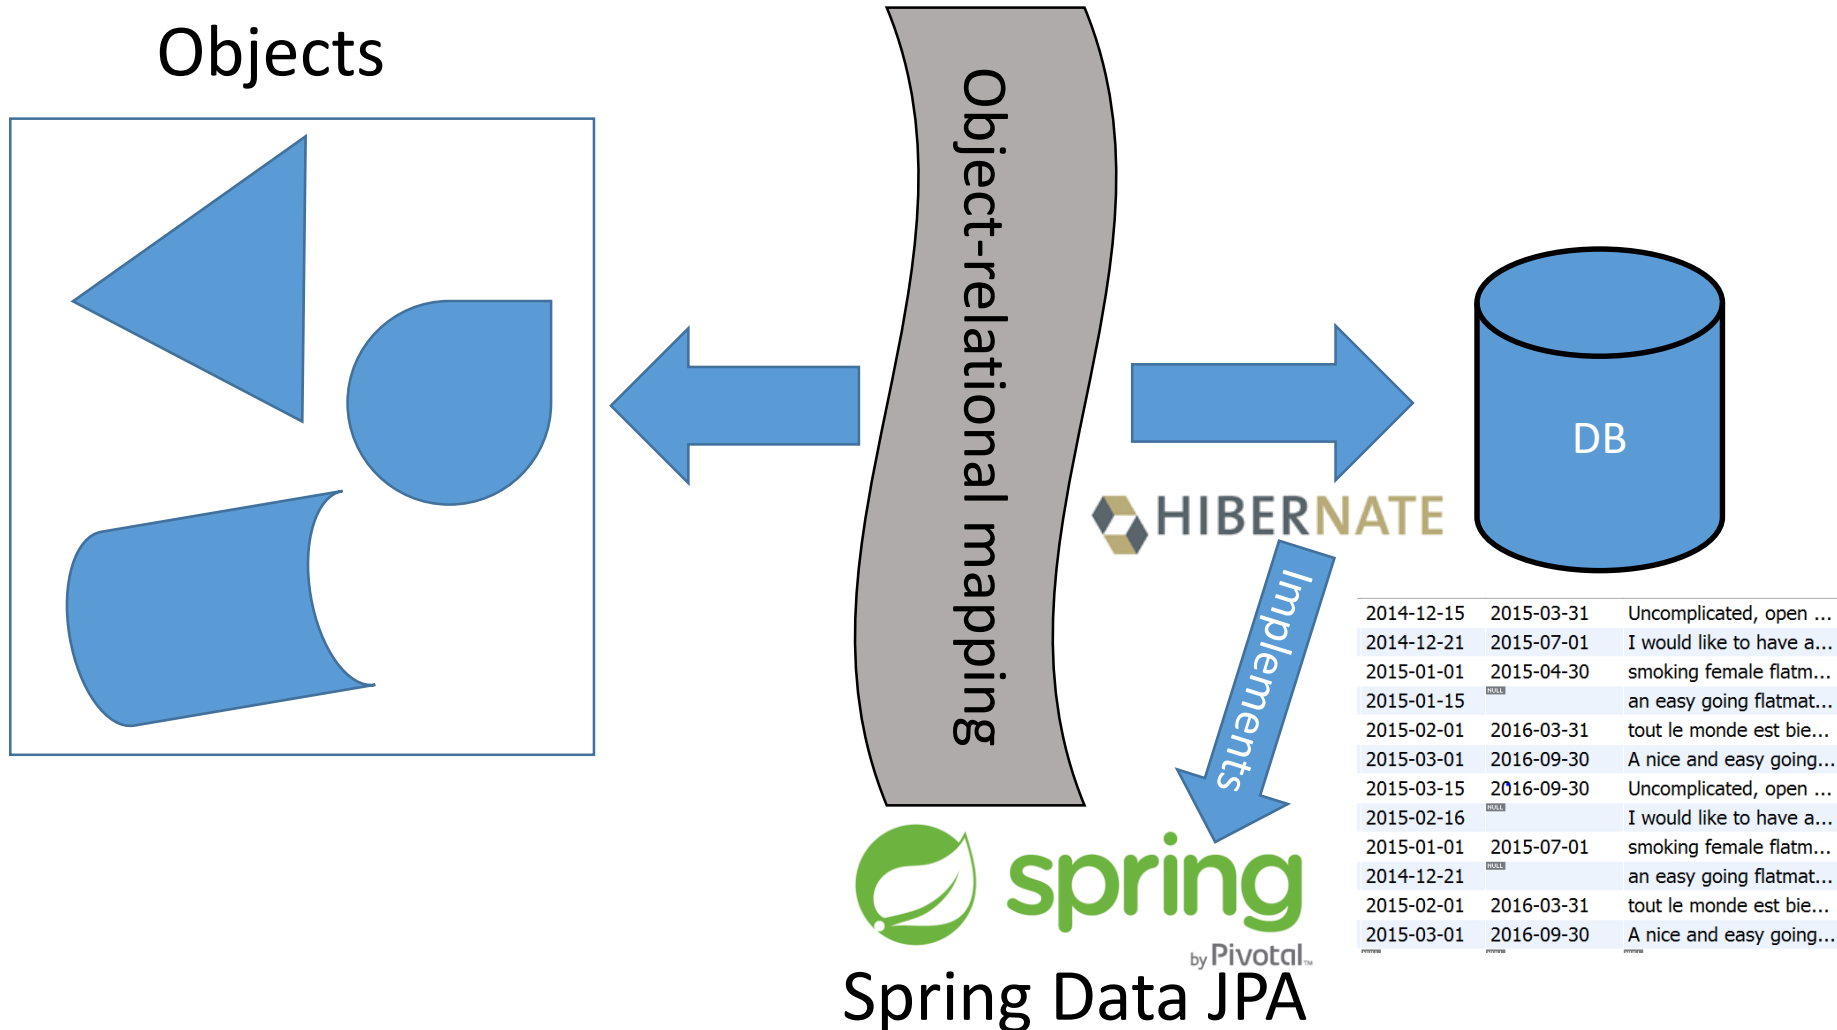 Objects
Object-relational mapping
DB
HIBERNATE
Implements
spring
by Pivotal™
Spring Data JPA
2014-12-15 2015-03-31 Uncomplicated, open ...
2014-12-21 2015-07-01 I would like to have a...
2015-01-01 2015-04-30 smoking female flatm...
2015-01-15 NULL an easy going flatmat...
2015-02-01 2016-03-31 tout le monde est bie...
2015-03-01 2016-09-30 A nice and easy going...
2015-03-15 2016-09-30 Uncomplicated, open ...
2015-02-16 NULL I would like to have a...
2015-01-01 2015-07-01 smoking female flatm...
2014-12-21 NULL an easy going flatmat...
2015-02-01 2016-03-31 tout le monde est bie...
2015-03-01 2016-09-30 A nice and easy going...